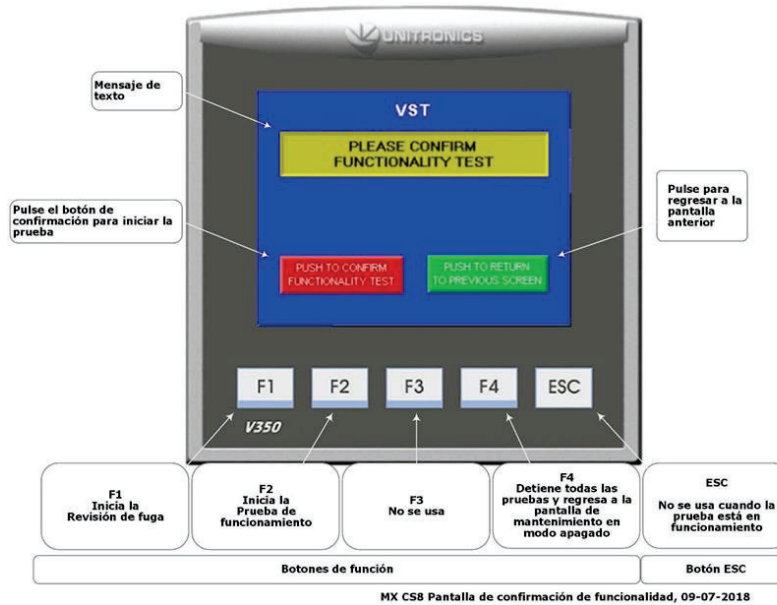 UNITRONICS
Mensaje de
texto
VST
PLEASE CONFIRM
FUNCTIONALITY TEST
Pulse el botón de
confirmación para iniciar la
prueba
Pulse para
regresar a la
pantalla
anterior
PUSH TO CONFIRM
FUNCTIONALITY TEST
PUSH TO RETURN
TO PREVIOUS SCREEN
F1
F2
F3
F4
ESC
V350
F1
Inicia la
Revisión de fuga
F2
Inicia la
Prueba de
funcionamiento
F3
No se usa
F4
Detiene todas las
pruebas y regresa a la
pantalla de
mantenimiento en
modo apagado
ESC
No se usa cuando la
prueba está en
funcionamiento
Botones de función
Botón ESC
MX CS8 Pantalla de confirmación de funcionalidad, 09-07-2018